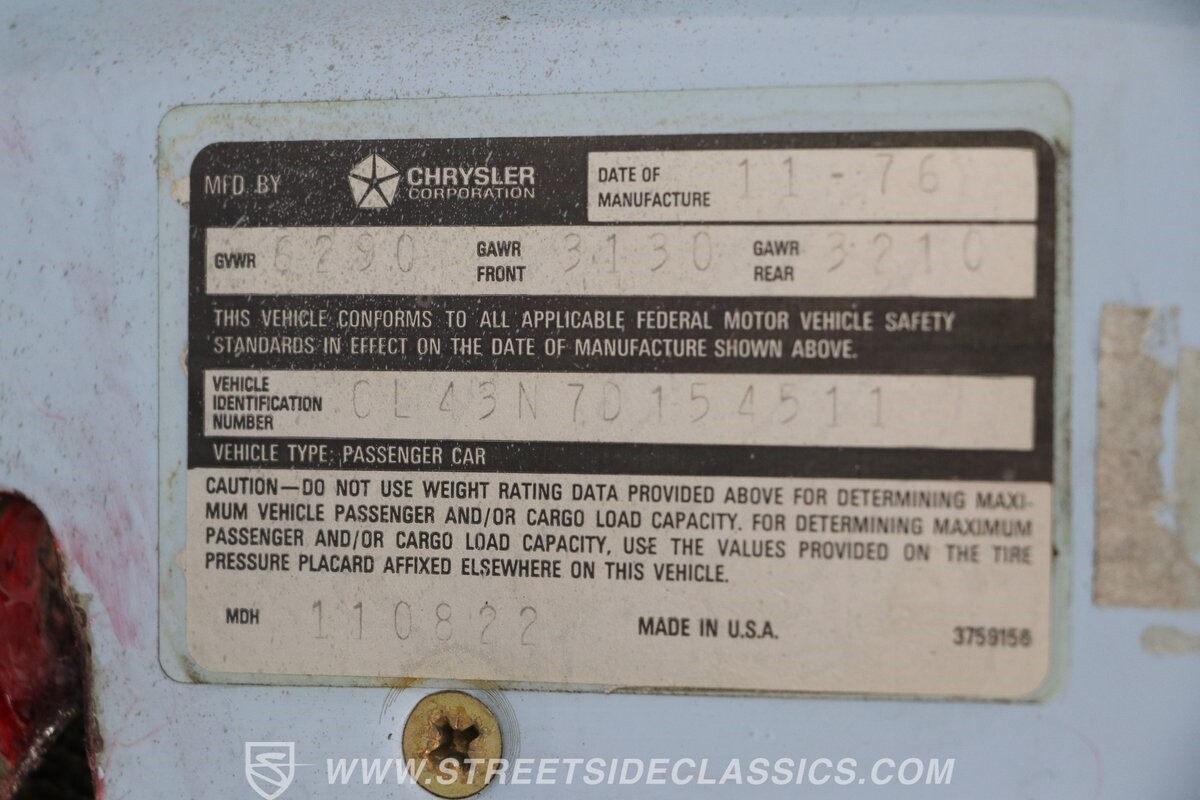 MFD. BY CHRYSLER CORPORATION
DATE OF MANUFACTURE 11-76
GVWR 6290 GAWR FRONT 3130 GAWR REAR 3210
THIS VEHICLE CONFORMS TO ALL APPLICABLE FEDERAL MOTOR VEHICLE SAFETY
STANDARDS IN EFFECT ON THE DATE OF MANUFACTURE SHOWN ABOVE.
VEHICLE IDENTIFICATION NUMBER CL43N7D154511
VEHICLE TYPE: PASSENGER CAR
CAUTION—DO NOT USE WEIGHT RATING DATA PROVIDED ABOVE FOR DETERMINING MAXI-
MUM VEHICLE PASSENGER AND/OR CARGO LOAD CAPACITY. FOR DETERMINING MAXIMUM
PASSENGER AND/OR CARGO LOAD CAPACITY, USE THE VALUES PROVIDED ON THE TIRE
PRESSURE PLACARD AFFIXED ELSEWHERE ON THIS VEHICLE.
MDH 110822 MADE IN U.S.A. 3759156
WWW.STREETSIDECLASSICS.COM